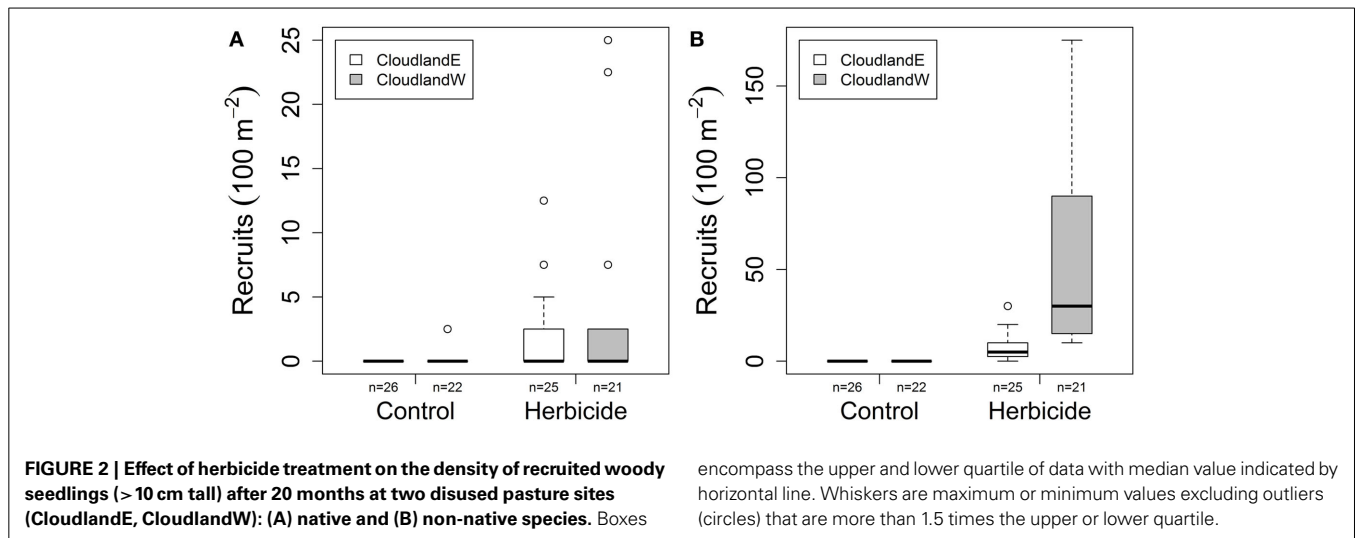 A
Recruits (100 m⁻²)
25
20
15
10
5
0
CloudlandE
CloudlandW
n=26
n=22
n=25
n=21
Control
Herbicide
B
Recruits (100 m⁻²)
150
100
50
0
CloudlandE
CloudlandW
n=26
n=22
n=25
n=21
Control
Herbicide
FIGURE 2 | Effect of herbicide treatment on the density of recruited woody
seedlings (>10 cm tall) after 20 months at two disused pasture sites
(CloudlandE, CloudlandW): (A) native and (B) non-native species. Boxes
encompass the upper and lower quartile of data with median value indicated by
horizontal line. Whiskers are maximum or minimum values excluding outliers
(circles) that are more than 1.5 times the upper or lower quartile.